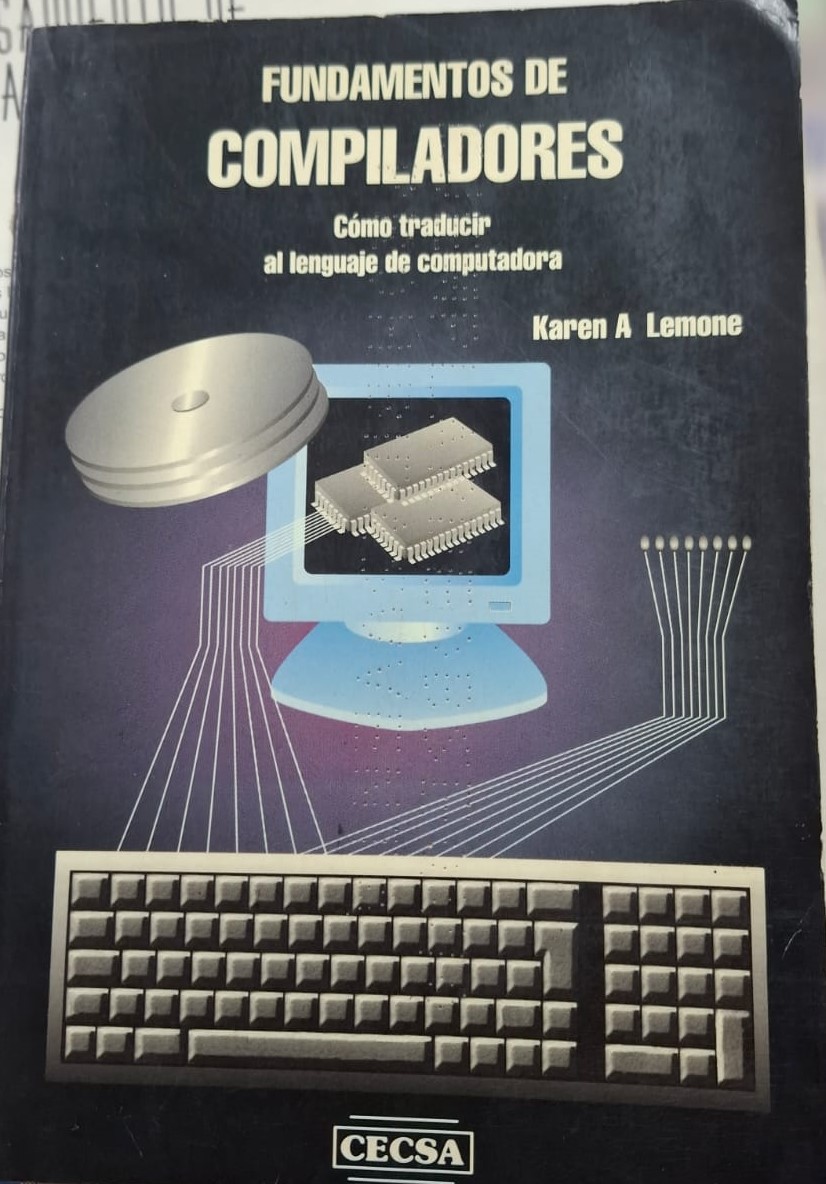 FUNDAMENTOS DE
COMPILADORES
Cómo traducir
al lenguaje de computadora
Karen A Lemone
CECSA